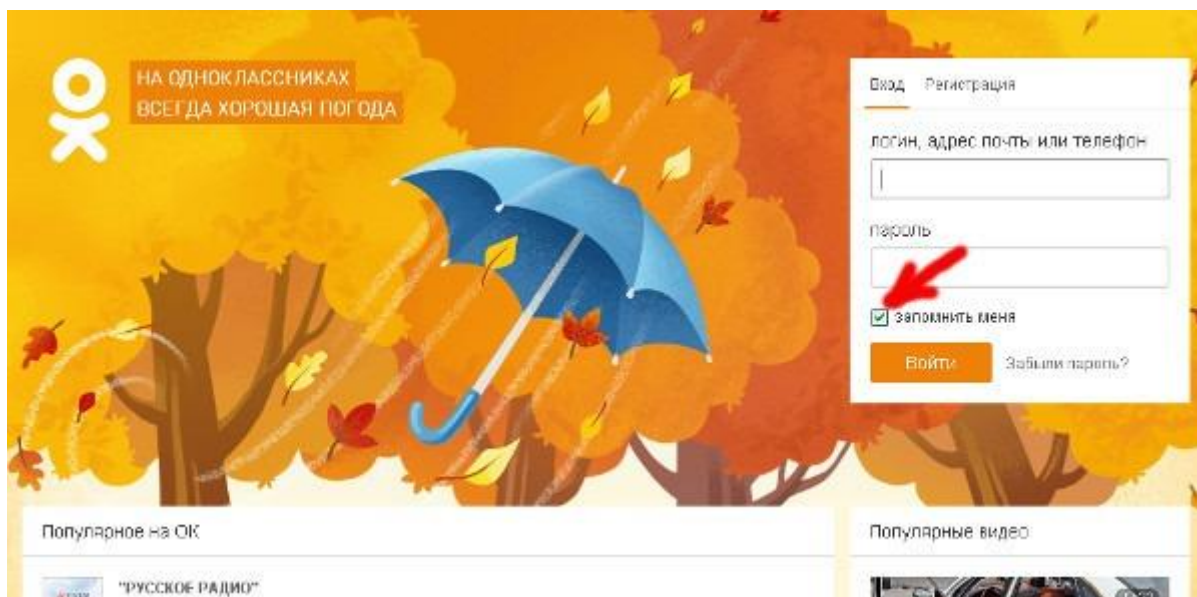 НА ОДНОКЛАССНИКАХ
ВСЕГДА ХОРОШАЯ ПОГОДА
Вход Регистрация
логин, адрес почты или телефон
пароль
запомнить меня
Войти Забыли пароль?
Популярное на ОК
Популярные видео
"РУССКОЕ РАДИО"